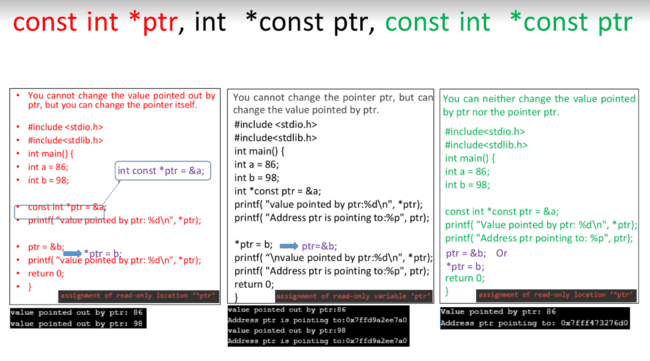 const int *ptr, int *const ptr, const int *const ptr
• You cannot change the value pointed out by
ptr, but you can change the pointer itself.
• #include <stdio.h>
• #include<stdlib.h>
• int main() {
• int a = 86;
• int b = 98;
int const *ptr = &a;
• const int *ptr = &a;
• printf( "value pointed by ptr: %d\n", *ptr);
• ptr = &b;
*ptr = b;
• printf( "value pointed by ptr: %d\n", *ptr);
• return 0;
• }
assignment of read-only location '*ptr'
value pointed out by ptr: 86
value pointed out by ptr: 98
You cannot change the pointer ptr, but can
change the value pointed by ptr.
#include <stdio.h>
#include<stdlib.h>
int main() {
int a = 86;
int b = 98;
int *const ptr = &a;
printf( "value pointed by ptr:%d\n", *ptr);
printf( "Address ptr is pointing to:%p", ptr);
*ptr = b; ptr=&b;
printf( "\nvalue pointed by ptr:%d\n", *ptr);
printf( "Address ptr is pointing to:%p", ptr);
return 0;
}
assignment of read-only variable 'ptr'
value pointed out by ptr:86
Address ptr is pointing to:0x7ffd9a2ee7a0
value pointed out by ptr:98
Address ptr is pointing to:0x7ffd9a2ee7a0
You can neither change the value pointed
by ptr nor the pointer ptr.
#include<stdio.h>
#include<stdlib.h>
int main() {
int a = 86;
int b = 98;
const int *const ptr = &a;
printf( "Value pointed by ptr: %d\n", *ptr);
printf( "Address ptr pointing to: %p", ptr);
ptr = &b; Or
*ptr = b;
return 0;
}
assignment of read-only location '*ptr'
Value pointed by ptr: 86
Address ptr pointing to: 0x7fff473276d0